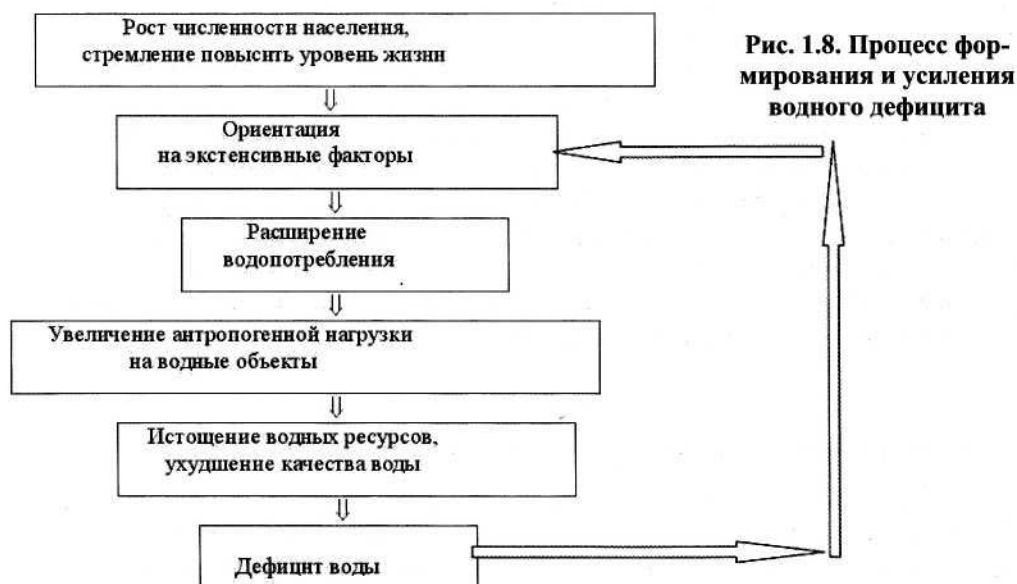 Рост численности населения,
стремление повысить уровень жизни
Рис. 1.8. Процесс фор-
мирования и усиления
водного дефицита
Ориентация
на экстенсивные факторы
Расширение
водопотребления
Увеличение антропогенной нагрузки
на водные объекты
Истощение водных ресурсов,
ухудшение качества воды
Дефицит воды